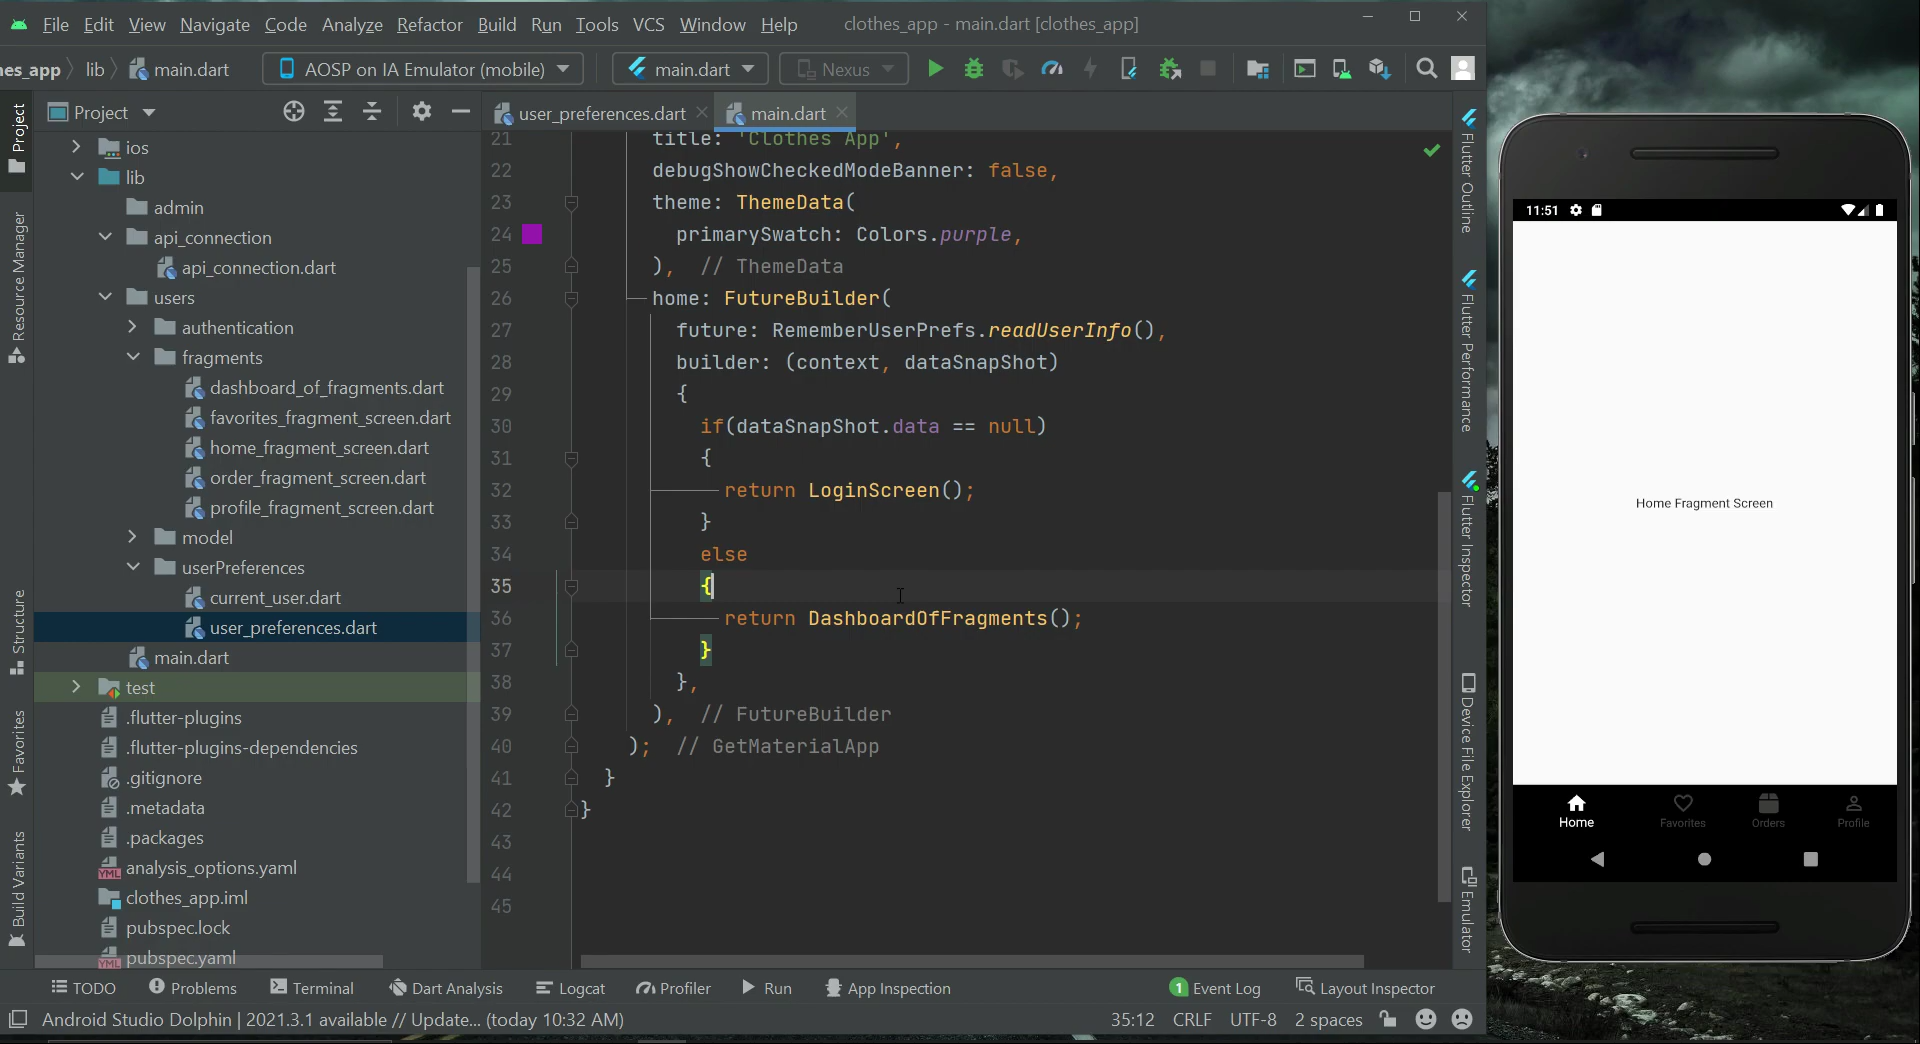 File Edit View Navigate Code Analyze Refactor Build Run Tools VCS Window Help clothes_app - main.dart [clothes_app]
nes_app lib main.dart AOSP on IA Emulator (mobile) main.dart Nexus
Project
user_preferences.dart main.dart
ios
lib
admin
api_connection
api_connection.dart
users
authentication
fragments
dashboard_of_fragments.dart
favorites_fragment_screen.dart
home_fragment_screen.dart
order_fragment_screen.dart
profile_fragment_screen.dart
model
userPreferences
current_user.dart
user_preferences.dart
main.dart
test
.flutter-plugins
.flutter-plugins-dependencies
.gitignore
.metadata
.packages
analysis_options.yaml
clothes_app.iml
pubspec.lock
pubspec.yaml
Project
Resource Manager
Structure
Favorites
Build Variants
21 title: 'Clothes App',
22 debugShowCheckedModeBanner: false,
23 theme: ThemeData(
24 primarySwatch: Colors.purple,
25 ), // ThemeData
26 home: FutureBuilder(
27 future: RememberUserPrefs.readUserInfo(),
28 builder: (context, dataSnapShot)
29 {
30 if(dataSnapShot.data == null)
31 {
32 return LoginScreen();
33 }
34 else
35 {
36 return DashboardOfFragments();
37 }
38 },
39 ), // FutureBuilder
40 ); // GetMaterialApp
41 }
42 }
43
44
45
Flutter Outline
Flutter Performance
Flutter Inspector
Device File Explorer
Emulator
11:51
Home Fragment Screen
Home Favorites Orders Profile
TODO Problems Terminal Dart Analysis Logcat Profiler Run App Inspection 1 Event Log Layout Inspector
Android Studio Dolphin | 2021.3.1 available // Update... (today 10:32 AM) 35:12 CRLF UTF-8 2 spaces